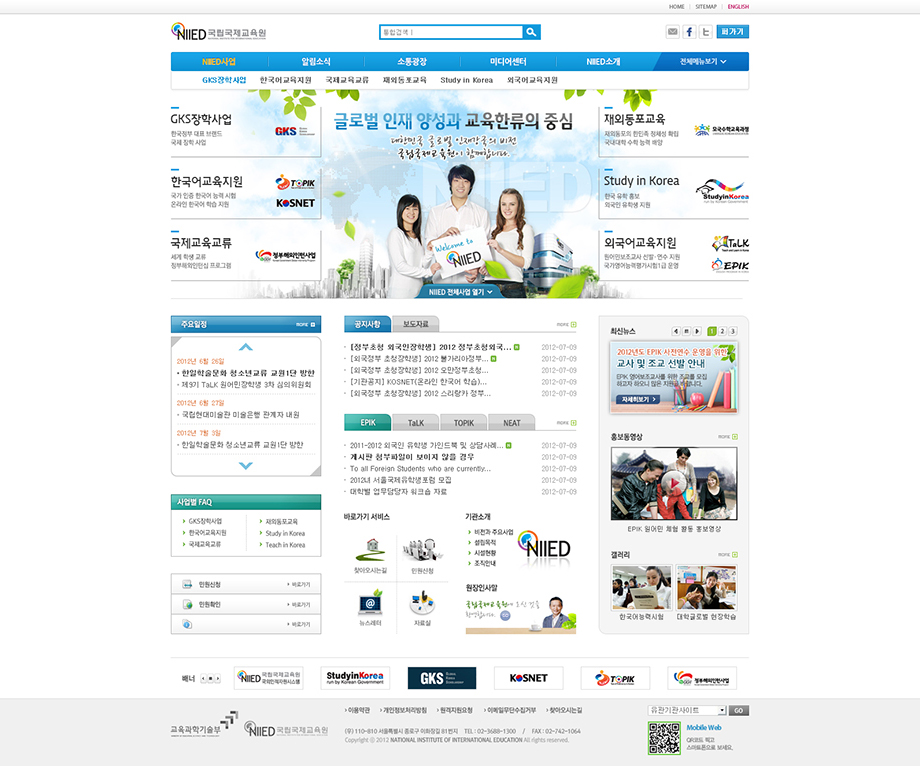 HOME
SITEMAP
ENGLISH
NIIED 국립국제교육원
통합검색
퍼가기
NIIED사업
알림소식
소통광장
미디어센터
NIIED소개
전체메뉴보기
GKS장학사업
한국어교육지원
국제교육교류
재외동포교육
Study in Korea
외국어교육지원
글로벌 인재 양성과 교육한류의 중심
대한민국 글로벌 인재강국의 비전
국립국제교육원이 함께합니다.
GKS장학사업
한국정부 대표 브랜드
국제 장학 사업
GKS
한국어교육지원
국가 인증 한국어 능력 시험
온라인 한국어 학습 지원
TOPIK
KOSNET
국제교육교류
세계 학생 교류
정부해외인턴십 프로그램
정부해외인턴사업
재외동포교육
재외동포의 한민족 정체성 확립
국내대학 수학 능력 배양
모국수학교육과정
Study in Korea
한국 유학 홍보
외국인 유학생 지원
StudyinKorea
run by Korean Government
외국어교육지원
원어민보조교사 선발·연수 지원
국가영어능력평가시험1급 운영
TaLK
EPIK
Welcome to
NIIED
NIIED 전체사업 열기
주요일정
MORE
2012년 6월 26일
한일학술문화 청소년교류 교원1단 방한
제9기 TaLK 원어민장학생 3차 심의위원회
2012년 6월 27일
국립현대미술관 미술은행 관계자 내원
2012년 7월 3일
한일학술문화 청소년교류 교원1단 방한
공지사항
보도자료
MORE
[정부초청 외국인장학생] 2012 정부초청외국... 2012-07-09
[외국정부 초청장학생] 2012 불가리아정부... 2012-07-09
[외국정부 초청장학생] 2012 오만정부초청... 2012-07-09
[기관공지] KOSNET(온라인 한국어 학습)... 2012-07-09
[외국정부 초청장학생] 2012 스리랑카 정부... 2012-07-09
EPIK
TaLK
TOPIK
NEAT
MORE
2011-2012 외국인 유학생 가인드북 및 상담사례... 2012-07-09
게시판 첨부파일이 보이지 않을 경우 2012-07-09
To all Foreign Students who are currently... 2012-07-09
2012년 서울국제유학생포럼 모집 2012-07-09
대학별 업무담당자 워크숍 자료 2012-07-09
최신뉴스
1 2 3
2012년도 EPIK 사전연수 운영을 위한
교사 및 조교 선발 안내
EPIK 영어보조교사를 위한 조교를 모집
하고자 하오니 많은 지원을 바랍니다.
자세히보기
홍보동영상
MORE
EPIK 원어민 체험 활동 홍보영상
갤러리
MORE
한국어능력시험
대학글로벌 현장학습
사업별 FAQ
GKS장학사업
한국어교육지원
국제교육교류
재외동포교육
Study in Korea
Teach in Korea
민원신청
바로가기
민원확인
바로가기
바로가기
바로가기 서비스
찾아오시는길
민원신청
뉴스레터
자료실
기관소개
비전과 주요사업
설립목적
시설현황
조직안내
NIIED
원장인사말
국립국제교육원에 오신 것을
환영합니다.
GO
배너
NIIED 국립국제교육원
StudyinKorea
run by Korean Government
GKS
KOSNET
TOPIK
정부해외인턴사업
이용약관
개인정보처리방침
원격지원요청
이메일무단수집거부
찾아오시는길
교육과학기술부
NIIED 국립국제교육원
(우) 110-810 서울특별시 종로구 이화장길 81번지 TEL : 02-3688-1300 / FAX : 02-742-1064
Copyright © 2012 NATIONAL INSTITUTE OF INTERNATIONAL EDUCATION All rights reserved.
유관기관사이트
GO
Mobile Web
QR코드 찍고
스마트폰으로 보세요.